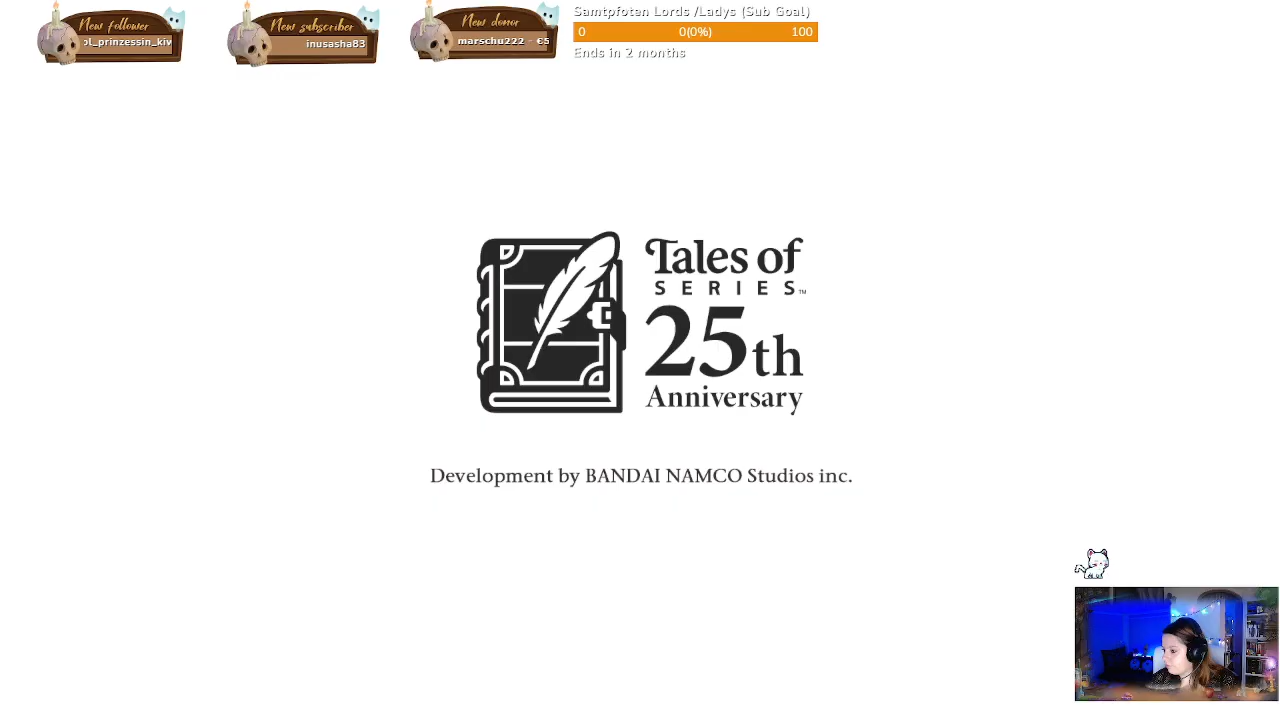 New follower
New subscriber
inusasha83
New donor
marschu222 - €5
Samtpfoten Lords /Ladys (Sub Goal)
0 0(0%) 100
Ends in 2 months
Tales of
SERIES™
25th
Anniversary
Development by BANDAI NAMCO Studios inc.